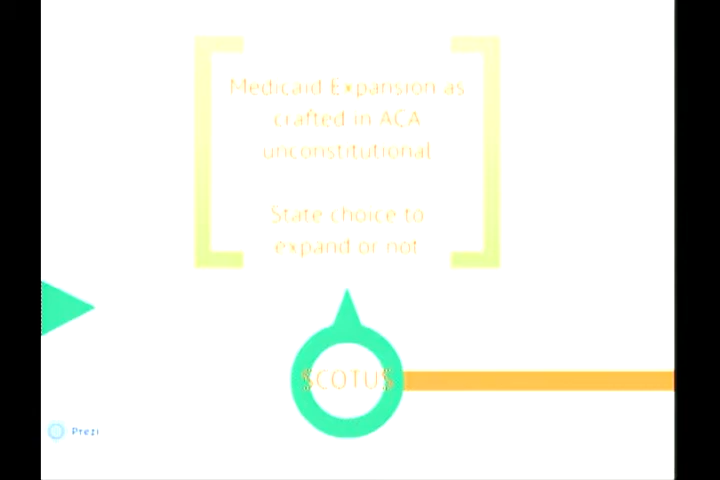 Medicaid Expansion as
crafted in ACA
unconstitutional
State choice to
expand or not
SCOTUS
Prezi